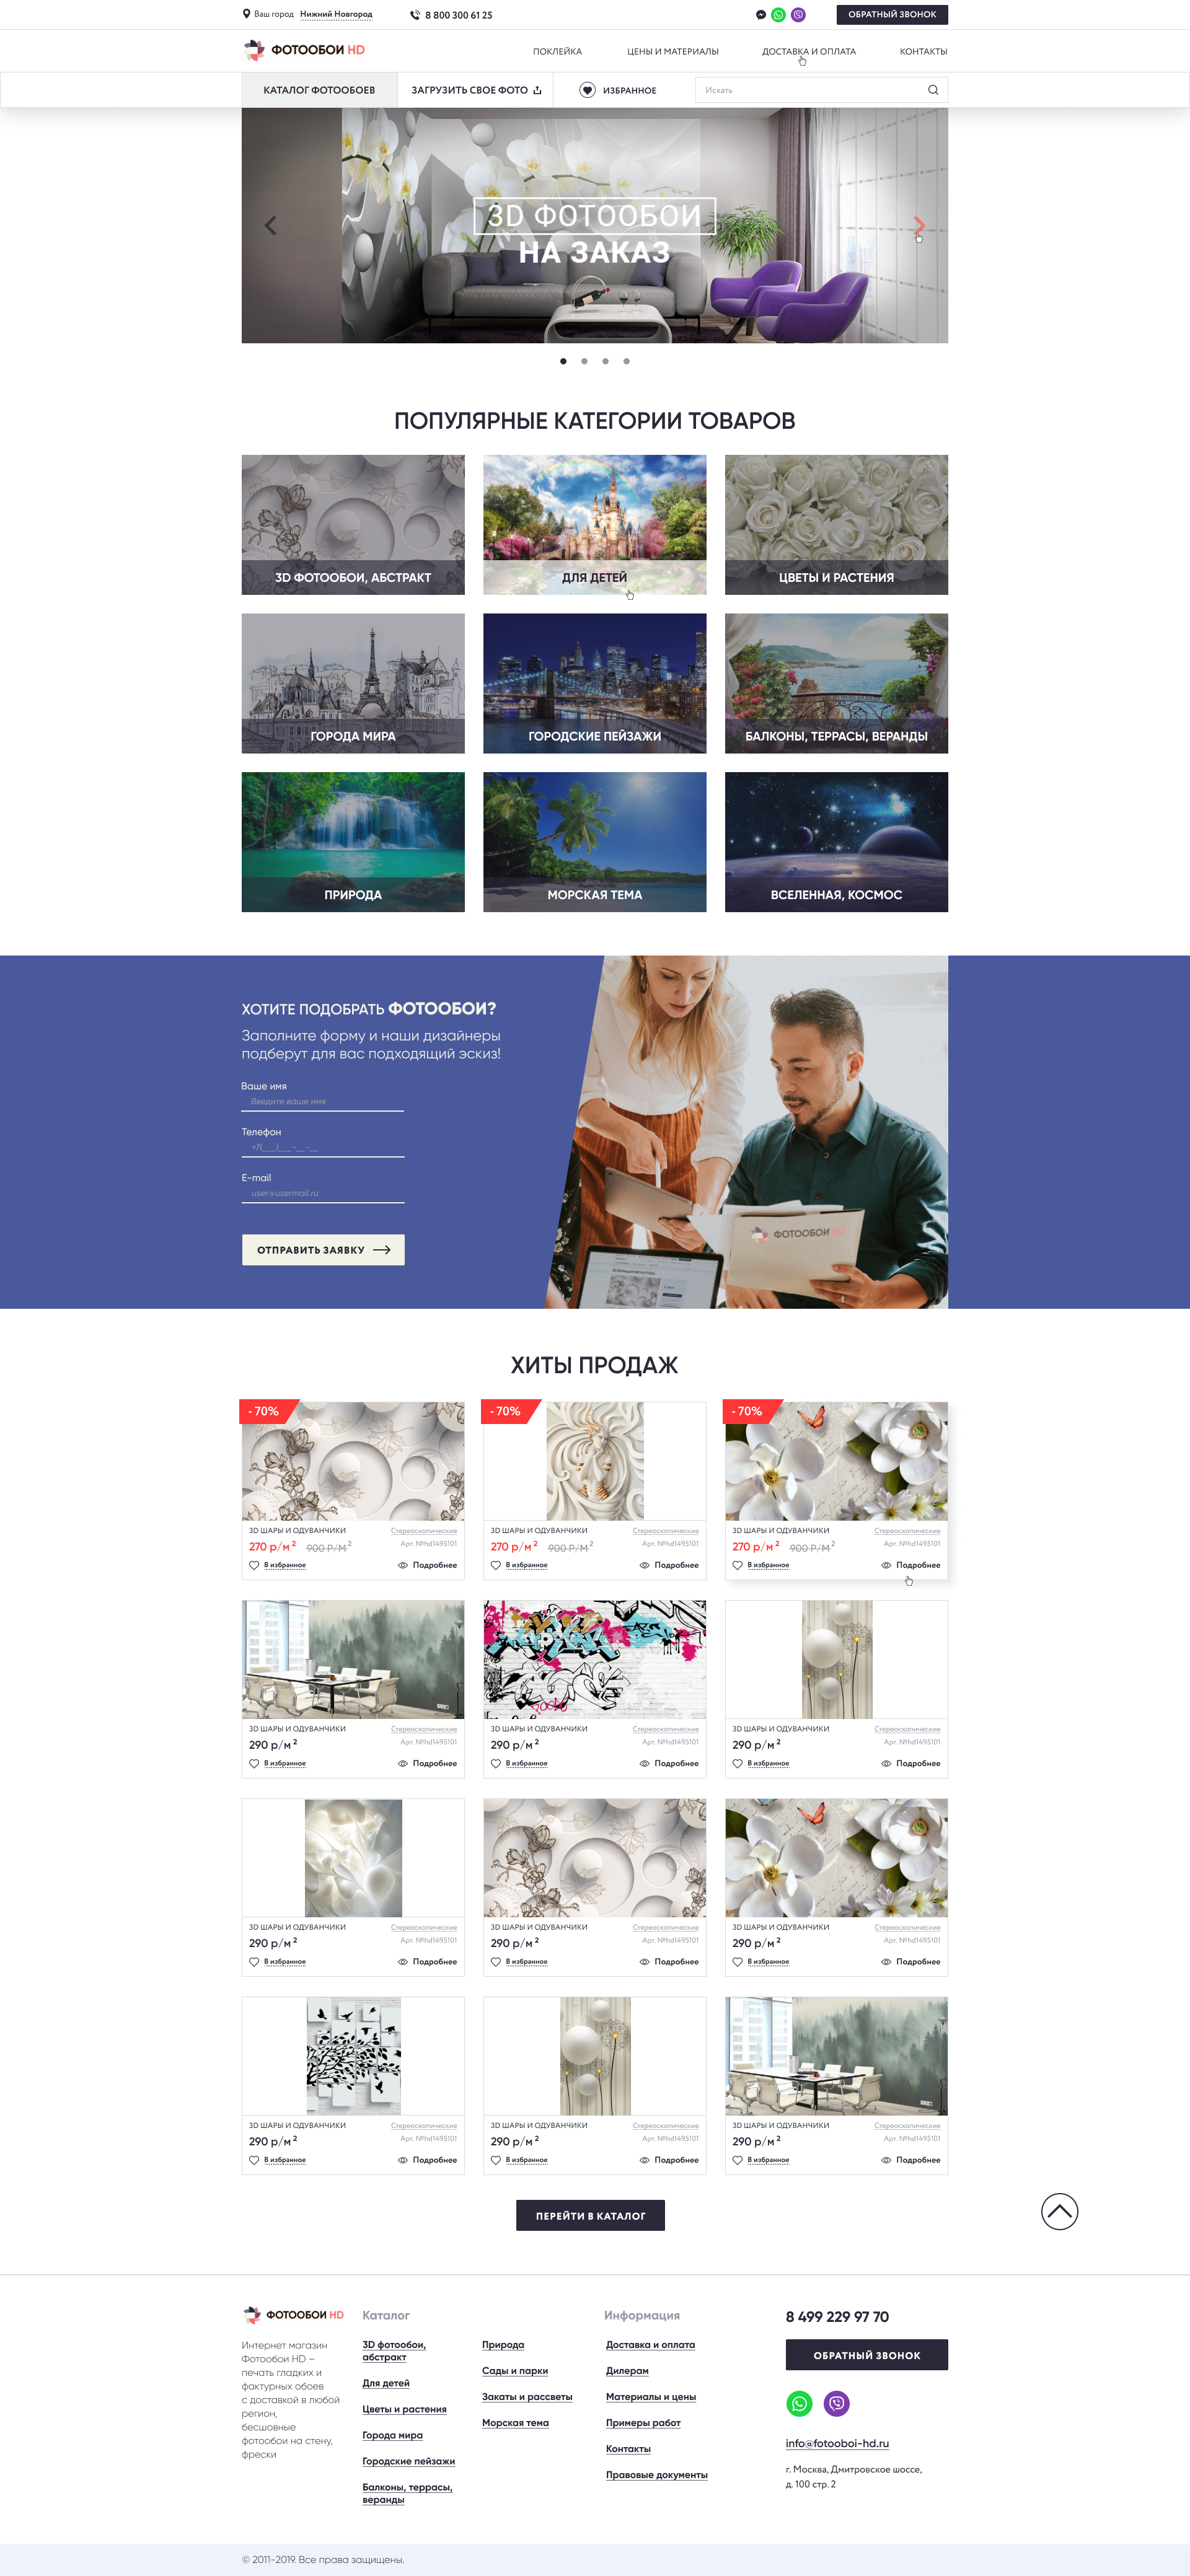 Ваш город Нижний Новгород
8 800 300 61 25
ОБРАТНЫЙ ЗВОНОК
ФОТООБОИ HD
ПОКЛЕЙКА ЦЕНЫ И МАТЕРИАЛЫ ДОСТАВКА И ОПЛАТА КОНТАКТЫ
КАТАЛОГ ФОТООБОЕВ ЗАГРУЗИТЬ СВОЕ ФОТО ИЗБРАННОЕ Искать
3D ФОТООБОИ
НА ЗАКАЗ
ПОПУЛЯРНЫЕ КАТЕГОРИИ ТОВАРОВ
3D ФОТООБОИ, АБСТРАКТ ДЛЯ ДЕТЕЙ ЦВЕТЫ И РАСТЕНИЯ
ГОРОДА МИРА ГОРОДСКИЕ ПЕЙЗАЖИ БАЛКОНЫ, ТЕРРАСЫ, ВЕРАНДЫ
ПРИРОДА МОРСКАЯ ТЕМА ВСЕЛЕННАЯ, КОСМОС
ХОТИТЕ ПОДОБРАТЬ ФОТООБОИ?
Заполните форму и наши дизайнеры
подберут для вас подходящий эскиз!
Ваше имя
Введите ваше имя
Телефон
+7(___)___-__-__
E-mail
user@usermail.ru
ОТПРАВИТЬ ЗАЯВКУ
ФОТООБОИ HD
ХИТЫ ПРОДАЖ
- 70% - 70% - 70%
3D ШАРЫ И ОДУВАНЧИКИ Стереоскопические 3D ШАРЫ И ОДУВАНЧИКИ Стереоскопические 3D ШАРЫ И ОДУВАНЧИКИ Стереоскопические
270 р/м 2 900 Р/М 2 Арт. №hd1495101 270 р/м 2 900 Р/М 2 Арт. №hd1495101 270 р/м 2 900 Р/М 2 Арт. №hd1495101
В избранное Подробнее В избранное Подробнее В избранное Подробнее
3D ШАРЫ И ОДУВАНЧИКИ Стереоскопические 3D ШАРЫ И ОДУВАНЧИКИ Стереоскопические 3D ШАРЫ И ОДУВАНЧИКИ Стереоскопические
290 р/м 2 Арт. №hd1495101 290 р/м 2 Арт. №hd1495101 290 р/м 2 Арт. №hd1495101
В избранное Подробнее В избранное Подробнее В избранное Подробнее
3D ШАРЫ И ОДУВАНЧИКИ Стереоскопические 3D ШАРЫ И ОДУВАНЧИКИ Стереоскопические 3D ШАРЫ И ОДУВАНЧИКИ Стереоскопические
290 р/м 2 Арт. №hd1495101 290 р/м 2 Арт. №hd1495101 290 р/м 2 Арт. №hd1495101
В избранное Подробнее В избранное Подробнее В избранное Подробнее
3D ШАРЫ И ОДУВАНЧИКИ Стереоскопические 3D ШАРЫ И ОДУВАНЧИКИ Стереоскопические 3D ШАРЫ И ОДУВАНЧИКИ Стереоскопические
290 р/м 2 Арт. №hd1495101 290 р/м 2 Арт. №hd1495101 290 р/м 2 Арт. №hd1495101
В избранное Подробнее В избранное Подробнее В избранное Подробнее
ПЕРЕЙТИ В КАТАЛОГ
ФОТООБОИ HD
Интернет магазин
Фотообои HD –
печать гладких и
фактурных обоев
с доставкой в любой
регион,
бесшовные
фотообои на стену,
фрески
Каталог
3D фотообои,
абстракт
Для детей
Цветы и растения
Города мира
Городские пейзажи
Балконы, террасы,
веранды
Природа
Сады и парки
Закаты и рассветы
Морская тема
Информация
Доставка и оплата
Дилерам
Материалы и цены
Примеры работ
Контакты
Правовые документы
8 499 229 97 70
ОБРАТНЫЙ ЗВОНОК
info@fotooboi-hd.ru
г. Москва, Дмитровское шоссе,
д. 100 стр. 2
© 2011-2019. Все права защищены.